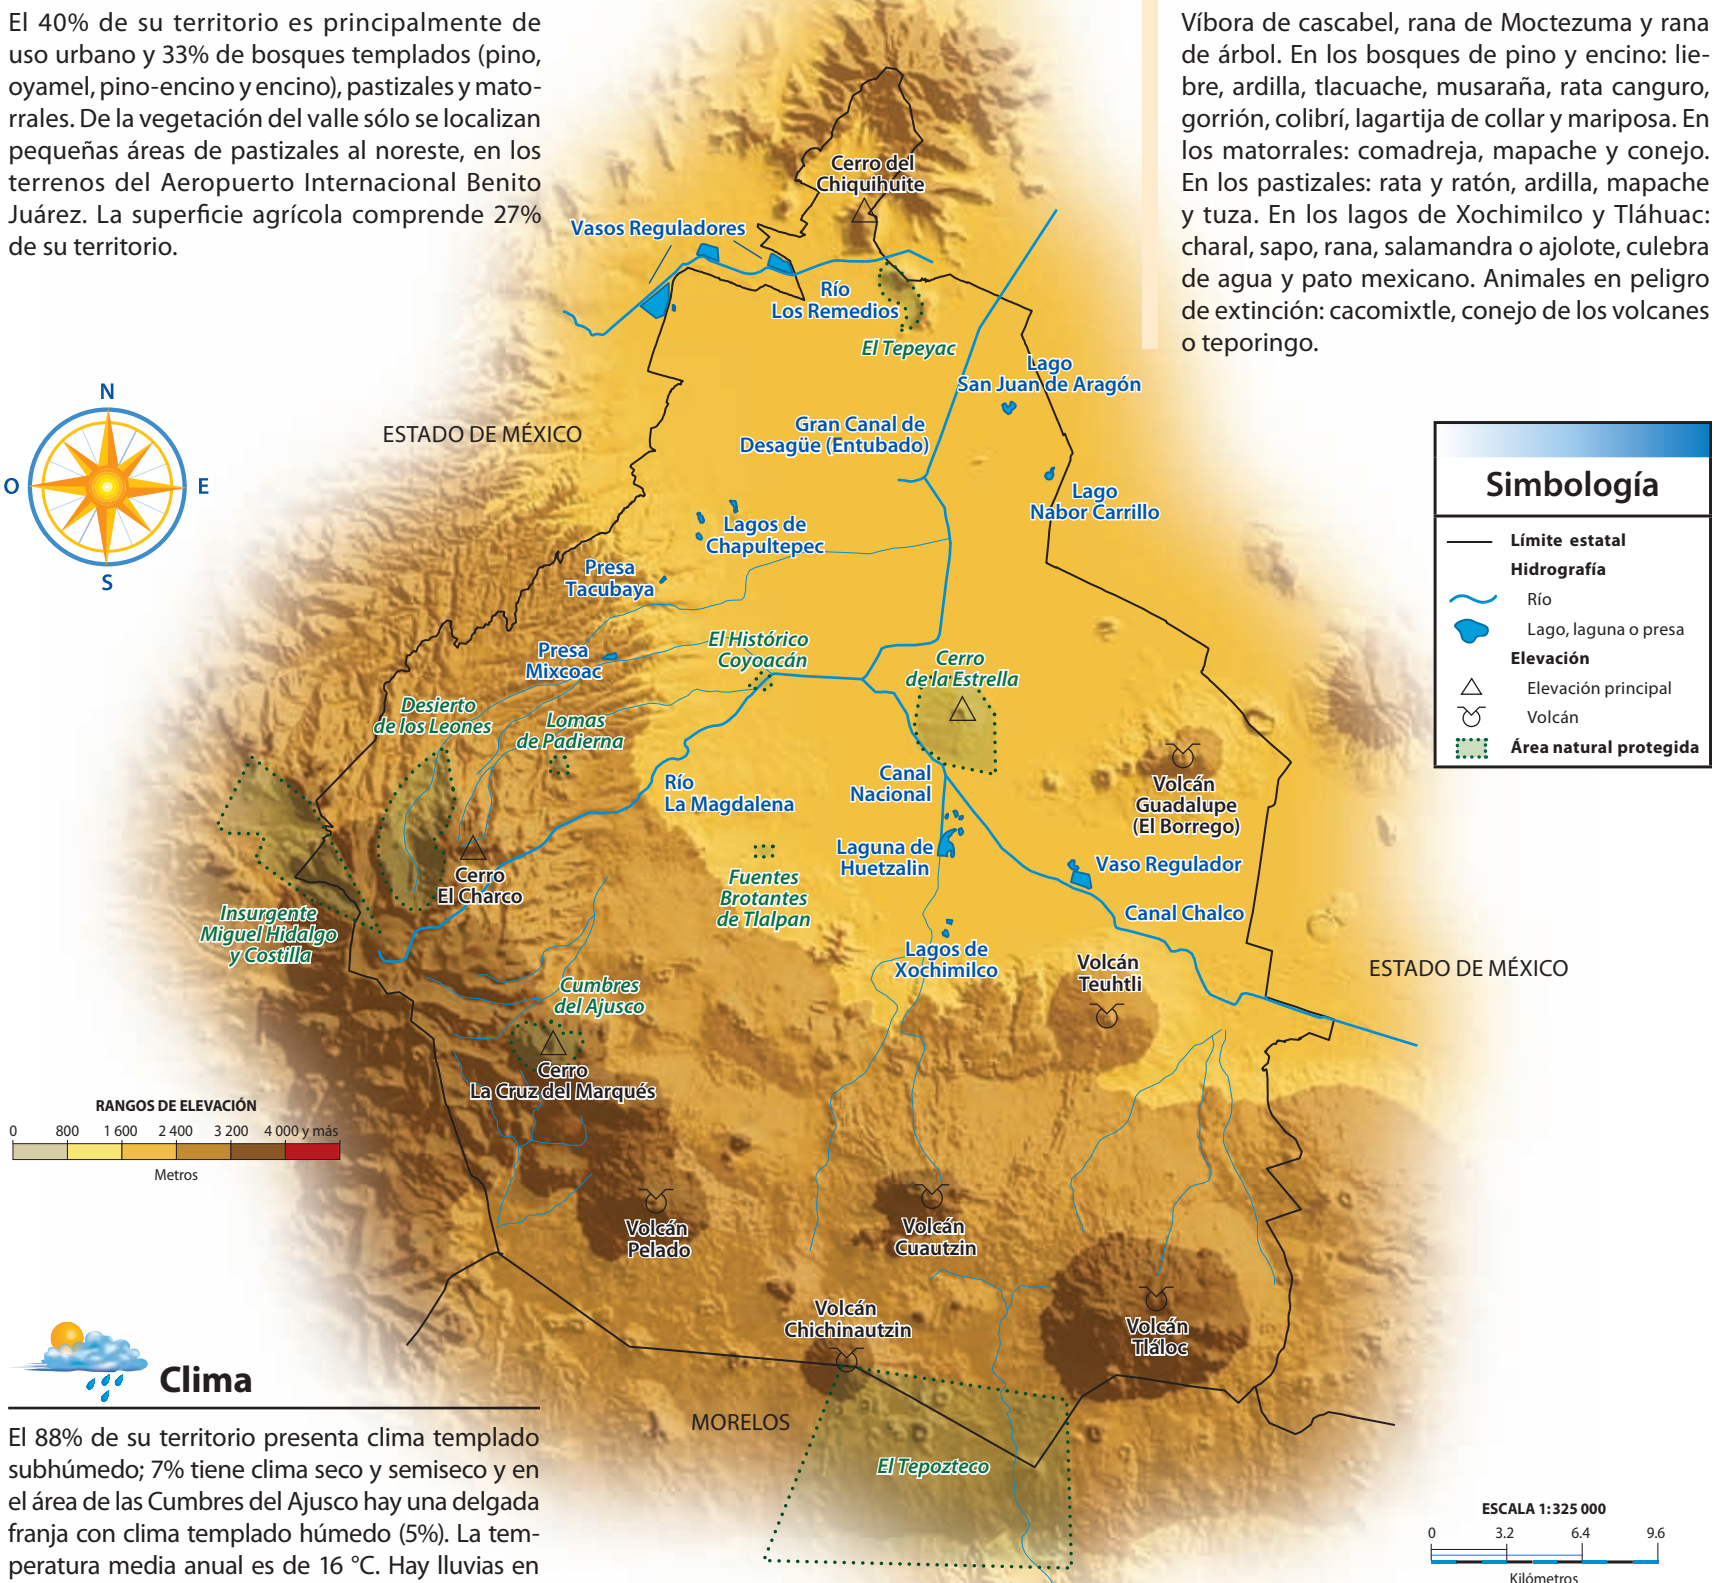 El 40% de su territorio es principalmente de
uso urbano y 33% de bosques templados (pino,
oyamel, pino-encino y encino), pastizales y mato-
rrales. De la vegetación del valle sólo se localizan
pequeñas áreas de pastizales al noreste, en los
terrenos del Aeropuerto Internacional Benito
Juárez. La superficie agrícola comprende 27%
de su territorio.
Víbora de cascabel, rana de Moctezuma y rana
de árbol. En los bosques de pino y encino: lie-
bre, ardilla, tlacuache, musaraña, rata canguro,
gorrión, colibrí, lagartija de collar y mariposa. En
los matorrales: comadreja, mapache y conejo.
En los pastizales: rata y ratón, ardilla, mapache
y tuza. En los lagos de Xochimilco y Tláhuac:
charal, sapo, rana, salamandra o ajolote, culebra
de agua y pato mexicano. Animales en peligro
de extinción: cacomixtle, conejo de los volcanes
o teporingo.
Cerro del
Chiquihuite
Vasos Reguladores
Río
Los Remedios
El Tepeyac
Lago
San Juan de Aragón
N
O
E
S
ESTADO DE MÉXICO
Gran Canal de
Desagüe (Entubado)
Lago
Nabor Carrillo
Lagos de
Chapultepec
Presa
Tacubaya
Simbología
Límite estatal
Hidrografía
Río
Lago, laguna o presa
Elevación
Elevación principal
Volcán
Área natural protegida
El Histórico
Coyoacán
Presa
Mixcoac
Cerro
de la Estrella
Desierto
de los Leones
Lomas
de Padierna
Río
La Magdalena
Canal
Nacional
Volcán
Guadalupe
(El Borrego)
Laguna de
Huetzalin
Vaso Regulador
Cerro
El Charco
Fuentes
Brotantes
de Tlalpan
Canal Chalco
Insurgente
Miguel Hidalgo
y Costilla
Lagos de
Xochimilco
Volcán
Teuhtli
ESTADO DE MÉXICO
Cumbres
del Ajusco
Cerro
La Cruz del Marqués
RANGOS DE ELEVACIÓN
0 800 1 600 2 400 3 200 4 000 y más
Metros
Volcán
Pelado
Volcán
Cuautzin
Volcán
Chichinautzin
Volcán
Tláloc
MORELOS
El Tepozteco
Clima
El 88% de su territorio presenta clima templado
subhúmedo; 7% tiene clima seco y semiseco y en
el área de las Cumbres del Ajusco hay una delgada
franja con clima templado húmedo (5%). La tem-
peratura media anual es de 16 °C. Hay lluvias en
ESCALA 1:325 000
0 3.2 6.4 9.6
Kilómetros